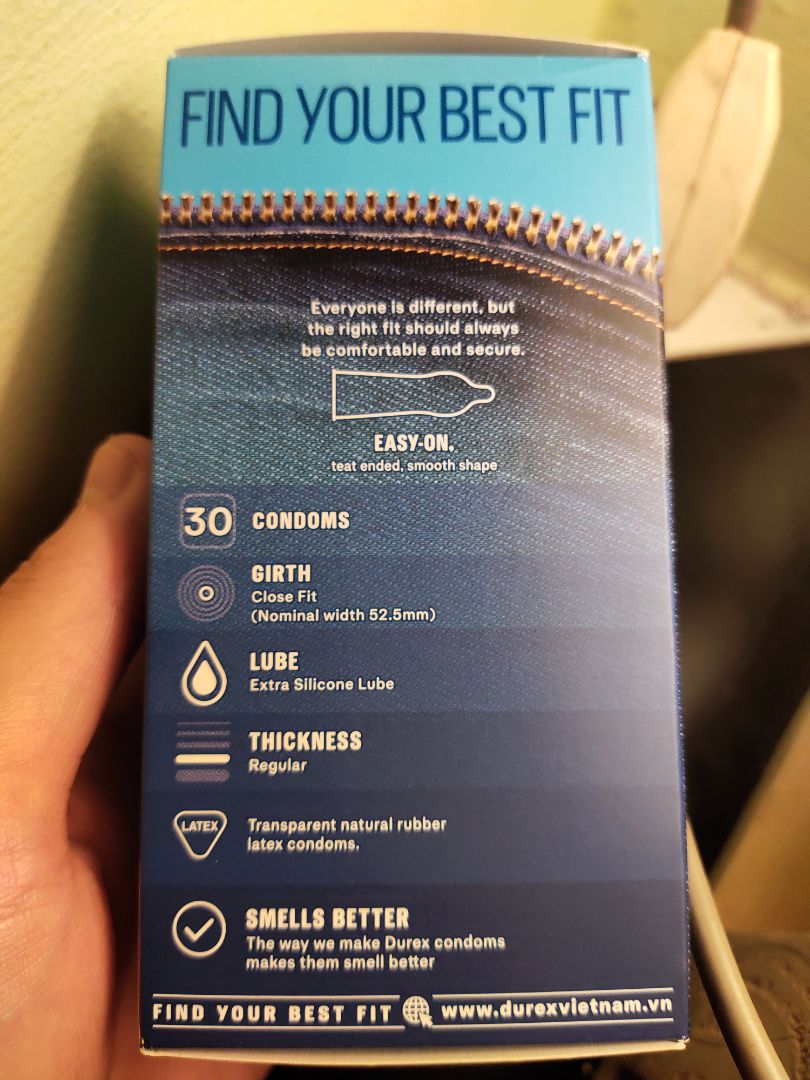 FIND YOUR BEST FIT
Everyone is different, but
the right fit should always
be comfortable and secure.
EASY-ON,
teat ended, smooth shape
30 CONDOMS
GIRTH
Close Fit
(Nominal width 52.5mm)
LUBE
Extra Silicone Lube
THICKNESS
Regular
LATEX
Transparent natural rubber
latex condoms.
SMELLS BETTER
The way we make Durex condoms
makes them smell better
FIND YOUR BEST FIT www.durexvietnam.vn